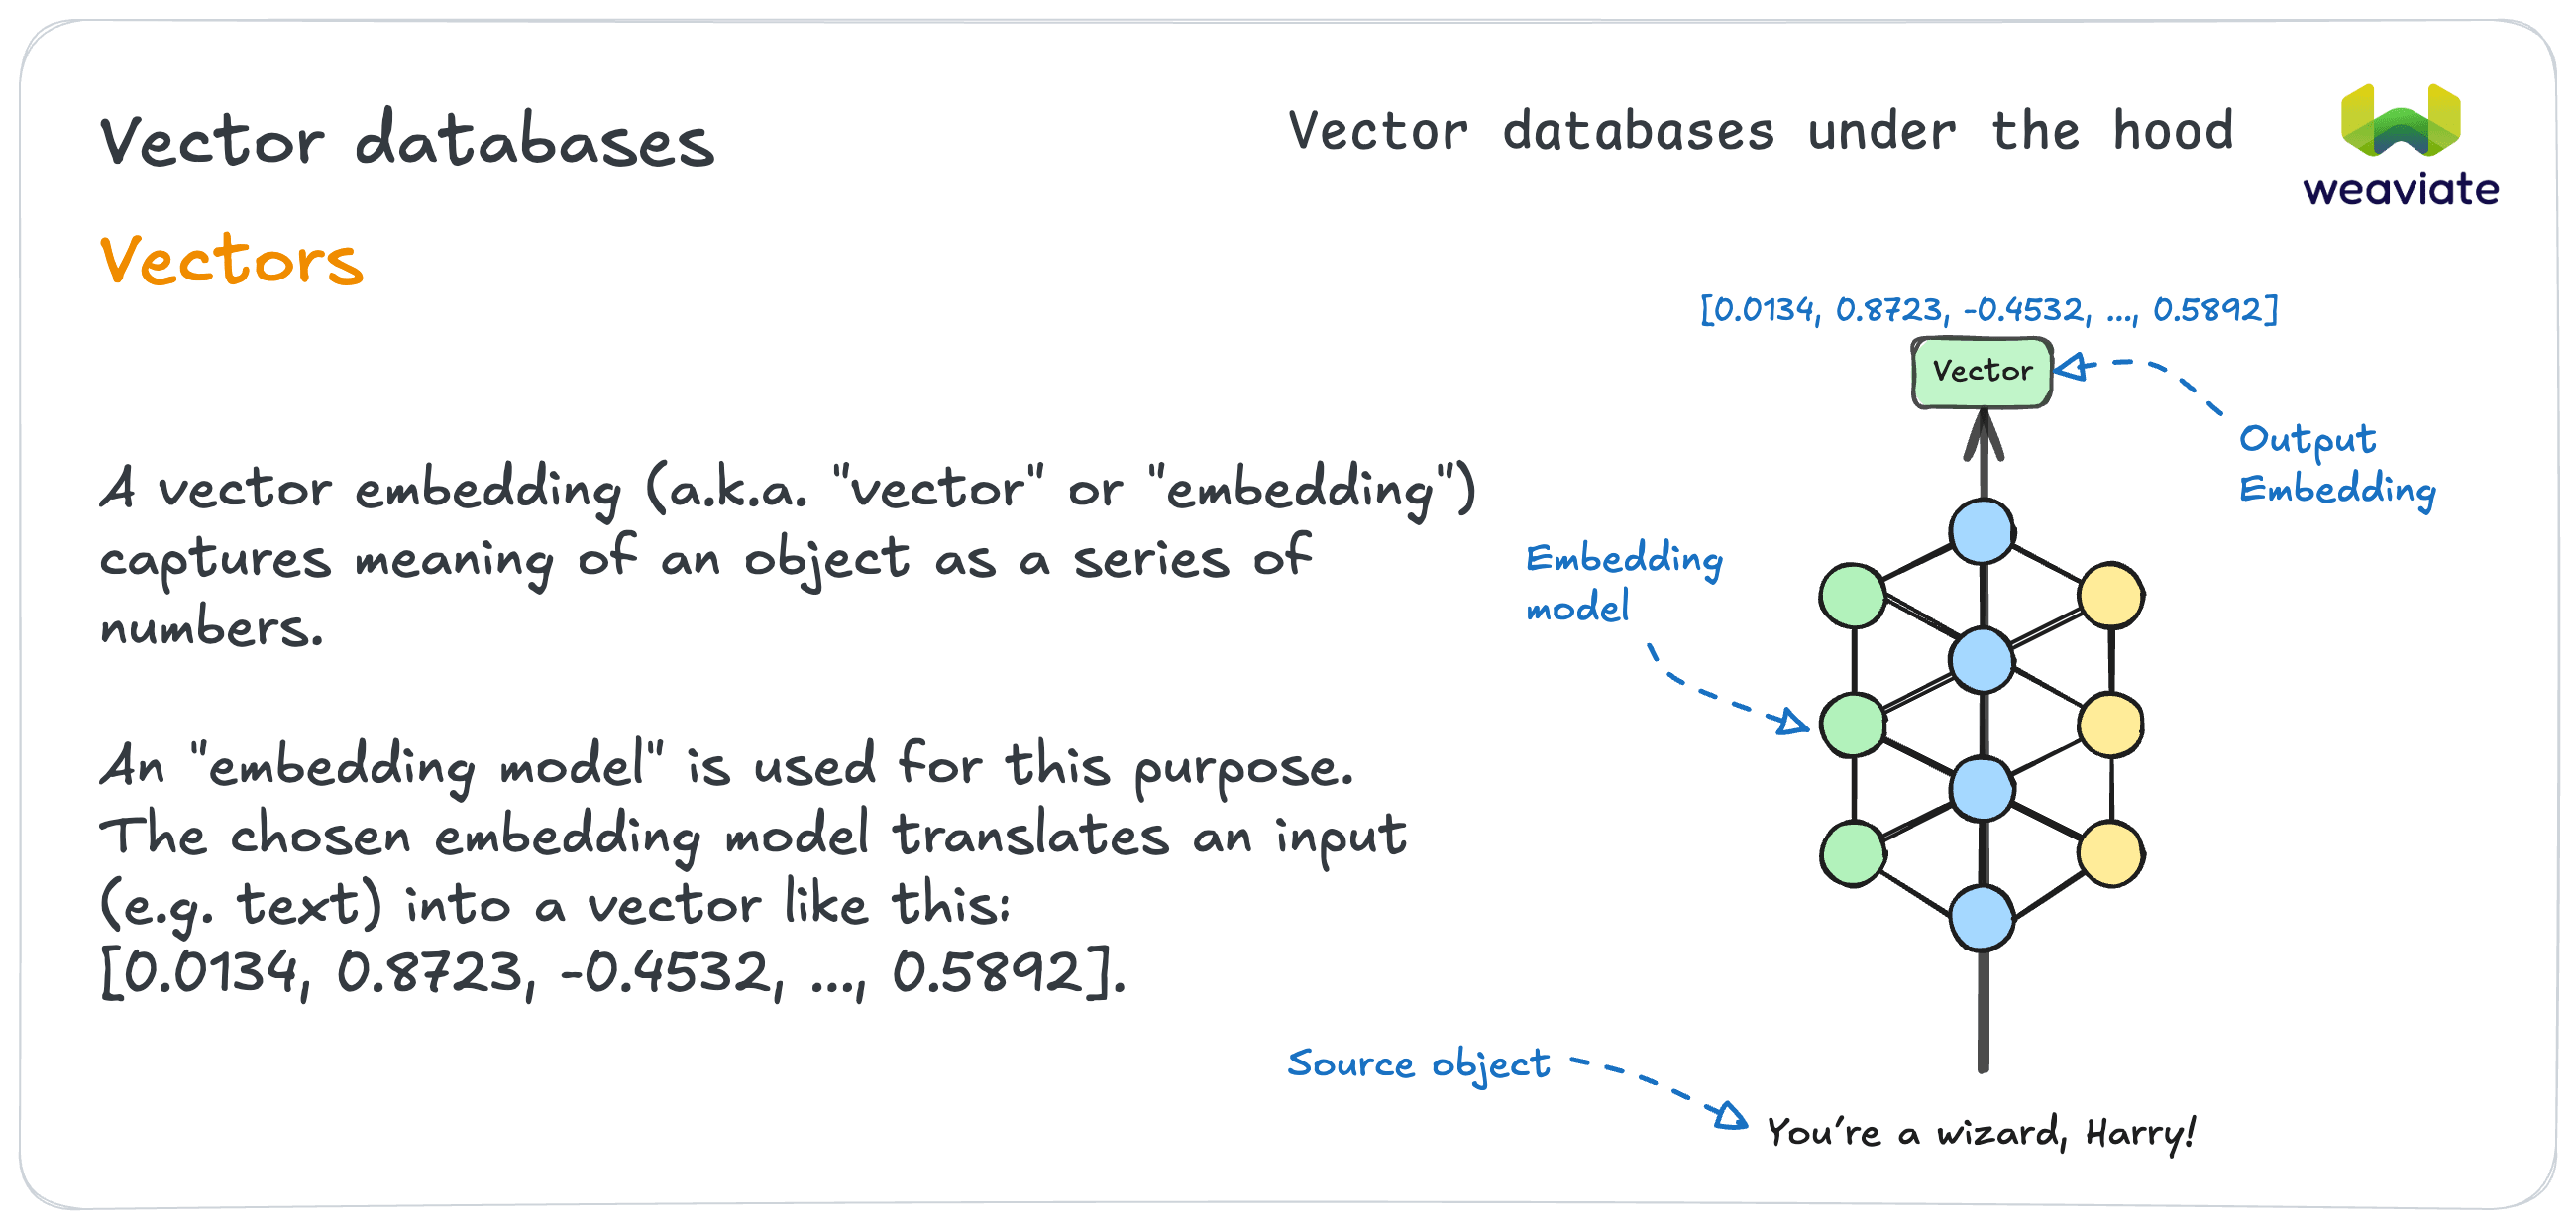 Vector databases
Vector databases under the hood
weaviate
Vectors
A vector embedding (a.k.a. "vector" or "embedding")
captures meaning of an object as a series of
numbers.
An "embedding model" is used for this purpose.
The chosen embedding model translates an input
(e.g. text) into a vector like this:
[0.0134, 0.8723, -0.4532, ..., 0.5892].
[0.0134, 0.8723, -0.4532, ..., 0.5892]
Vector
Output
Embedding
Embedding
model
Source object
You're a wizard, Harry!